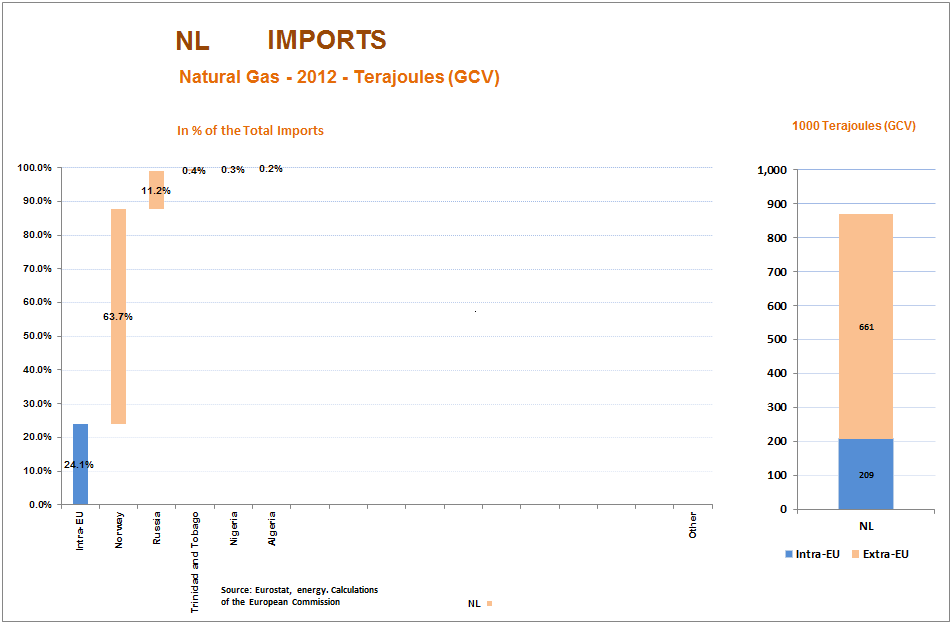 NL IMPORTS
Natural Gas - 2012 - Terajoules (GCV)
In % of the Total Imports
100.0%
90.0%
80.0%
70.0%
60.0%
50.0%
40.0%
30.0%
20.0%
10.0%
0.0%
24.1%
63.7%
11.2%
0.4%
0.3%
0.2%
Intra-EU
Norway
Russia
Trinidad and Tobago
Nigeria
Algeria
Other
Source: Eurostat, energy. Calculations
of the European Commission
NL
1000 Terajoules (GCV)
1,000
900
800
700
600
500
400
300
200
100
0
661
209
NL
Intra-EU Extra-EU